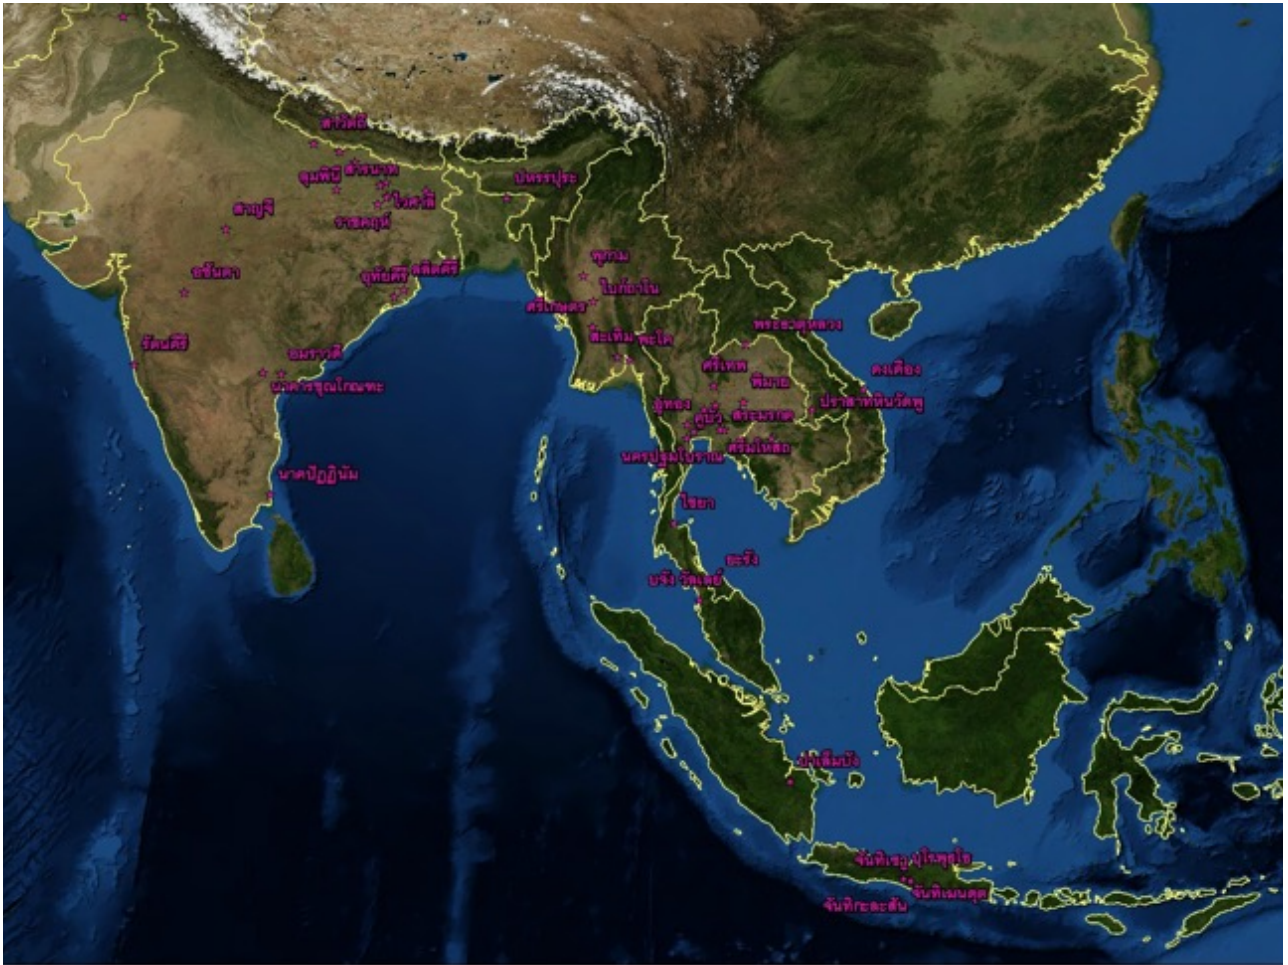 สาวัตถี
ลุมพินี
สารนาท
ปหรรปุระ
ไวศาลี
ราชคฤห์
สาญจี
พุกาม
อชันตา
อุทัยคีรี
ลลิตคีรี
ไบก์ถาโน
ศรีเกษตร
พระธาตุหลวง
สะเทิม
พะโค
รัตนคีรี
อมราวดี
ศรีเทพ
ดงเดือง
นาคารชุณโกณฑะ
พิมาย
อู่ทอง
คูบัว
สระมรกต
ปราสาทหินวัดพู
นครปฐมโบราณ
ศรีมโหสถ
นาคปัฏฏินัม
ไชยา
ยะรัง
บูจัง วัลเลย์
ปาเล็มบัง
จันทิเซวู
บุโรพุธโธ
จันทิเมนดุต
จันทิกะละสัน